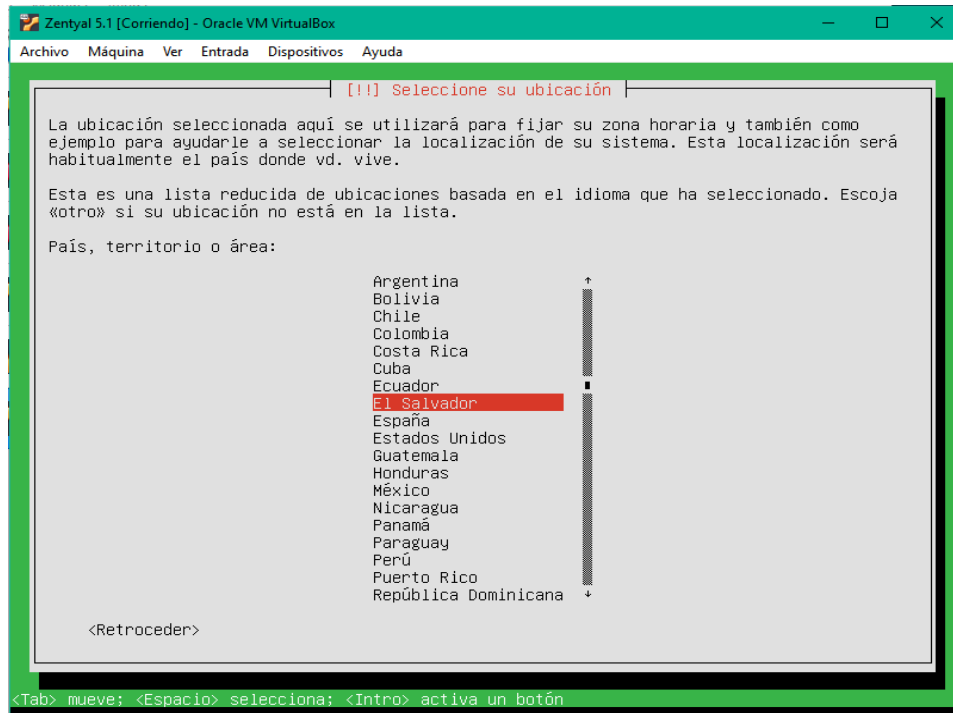 Zentyal 5.1 [Corriendo] - Oracle VM VirtualBox
Archivo Máquina Ver Entrada Dispositivos Ayuda
[!!] Seleccione su ubicación
La ubicación seleccionada aquí se utilizará para fijar su zona horaria y también como
ejemplo para ayudarle a seleccionar la localización de su sistema. Esta localización será
habitualmente el país donde vd. vive.
Esta es una lista reducida de ubicaciones basada en el idioma que ha seleccionado. Escoja
«otro» si su ubicación no está en la lista.
País, territorio o área:
Argentina
Bolivia
Chile
Colombia
Costa Rica
Cuba
Ecuador
El Salvador
España
Estados Unidos
Guatemala
Honduras
México
Nicaragua
Panamá
Paraguay
Perú
Puerto Rico
República Dominicana
<Retroceder>
<Tab> mueve; <Espacio> selecciona; <Intro> activa un botón